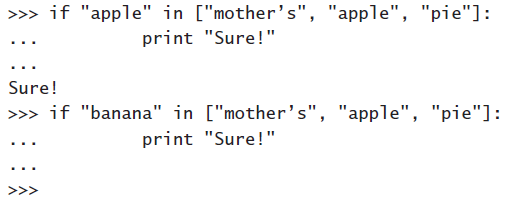 >>> if "apple" in ["mother’s", "apple", "pie"]:
...          print "Sure!"
...
Sure!
>>> if "banana" in ["mother’s", "apple", "pie"]:
...          print "Sure!"
...
>>>